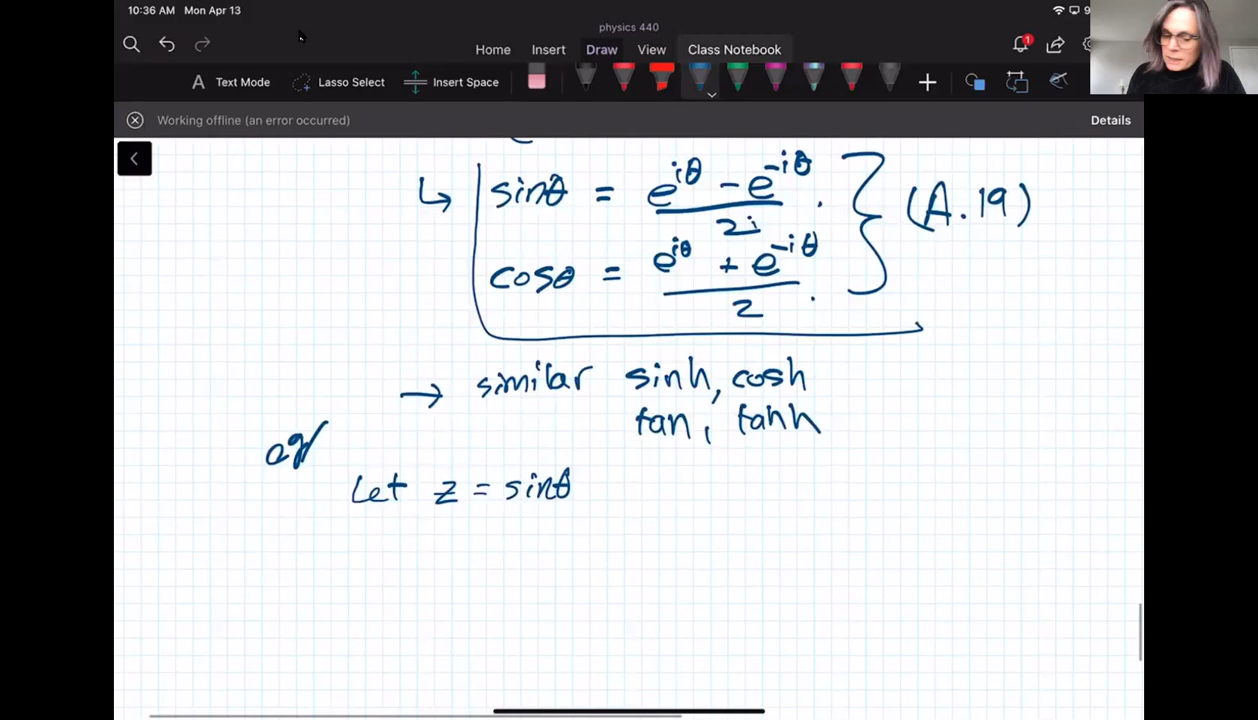 10:36 AM Mon Apr 13
physics 440
Home Insert Draw View Class Notebook
1
A Text Mode Lasso Select Insert Space
Working offline (an error occurred) Details
↳ sinθ = (e^{iθ} - e^{-iθ})/2i . } (A.19)
cosθ = (e^{iθ} + e^{-iθ})/2 .
→ similar sinh, cosh
tan, tanh
Let z = sinθ